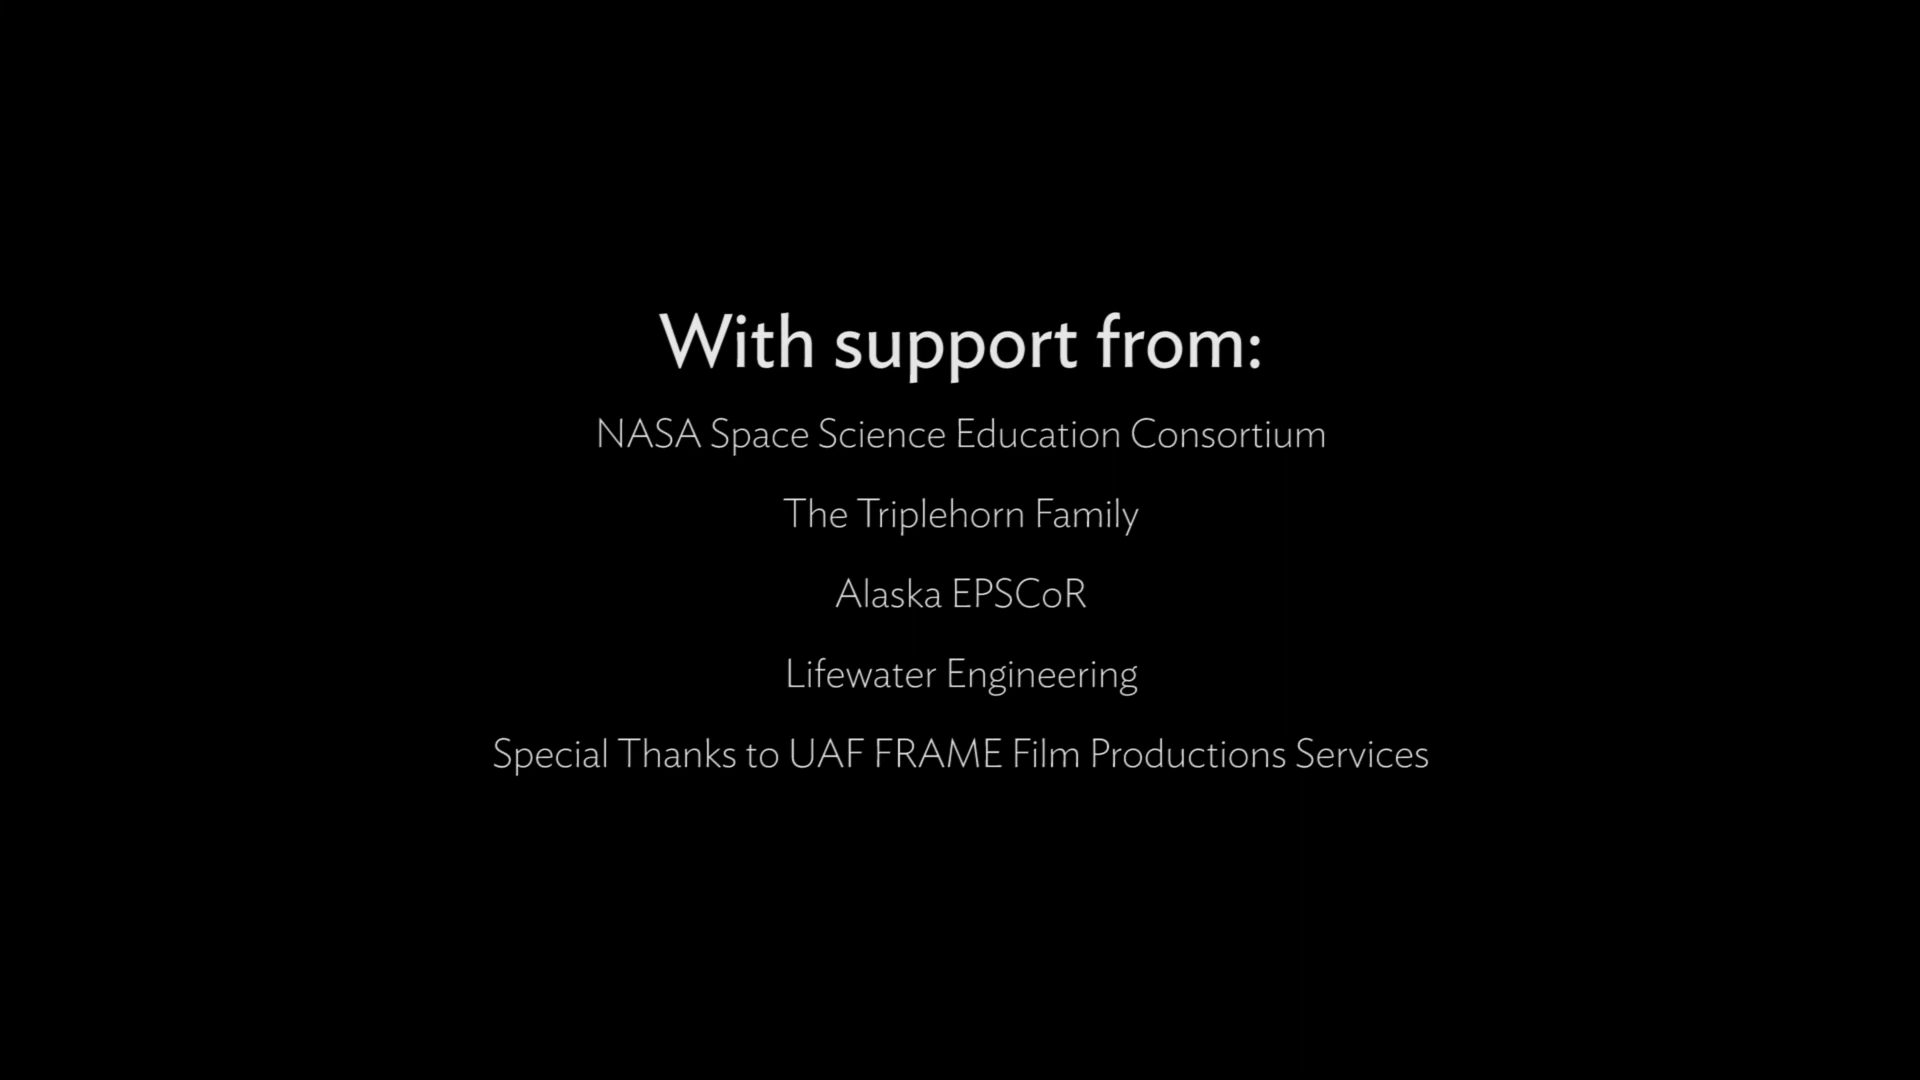 With support from:
NASA Space Science Education Consortium
The Triplehorn Family
Alaska EPSCoR
Lifewater Engineering
Special Thanks to UAF FRAME Film Productions Services